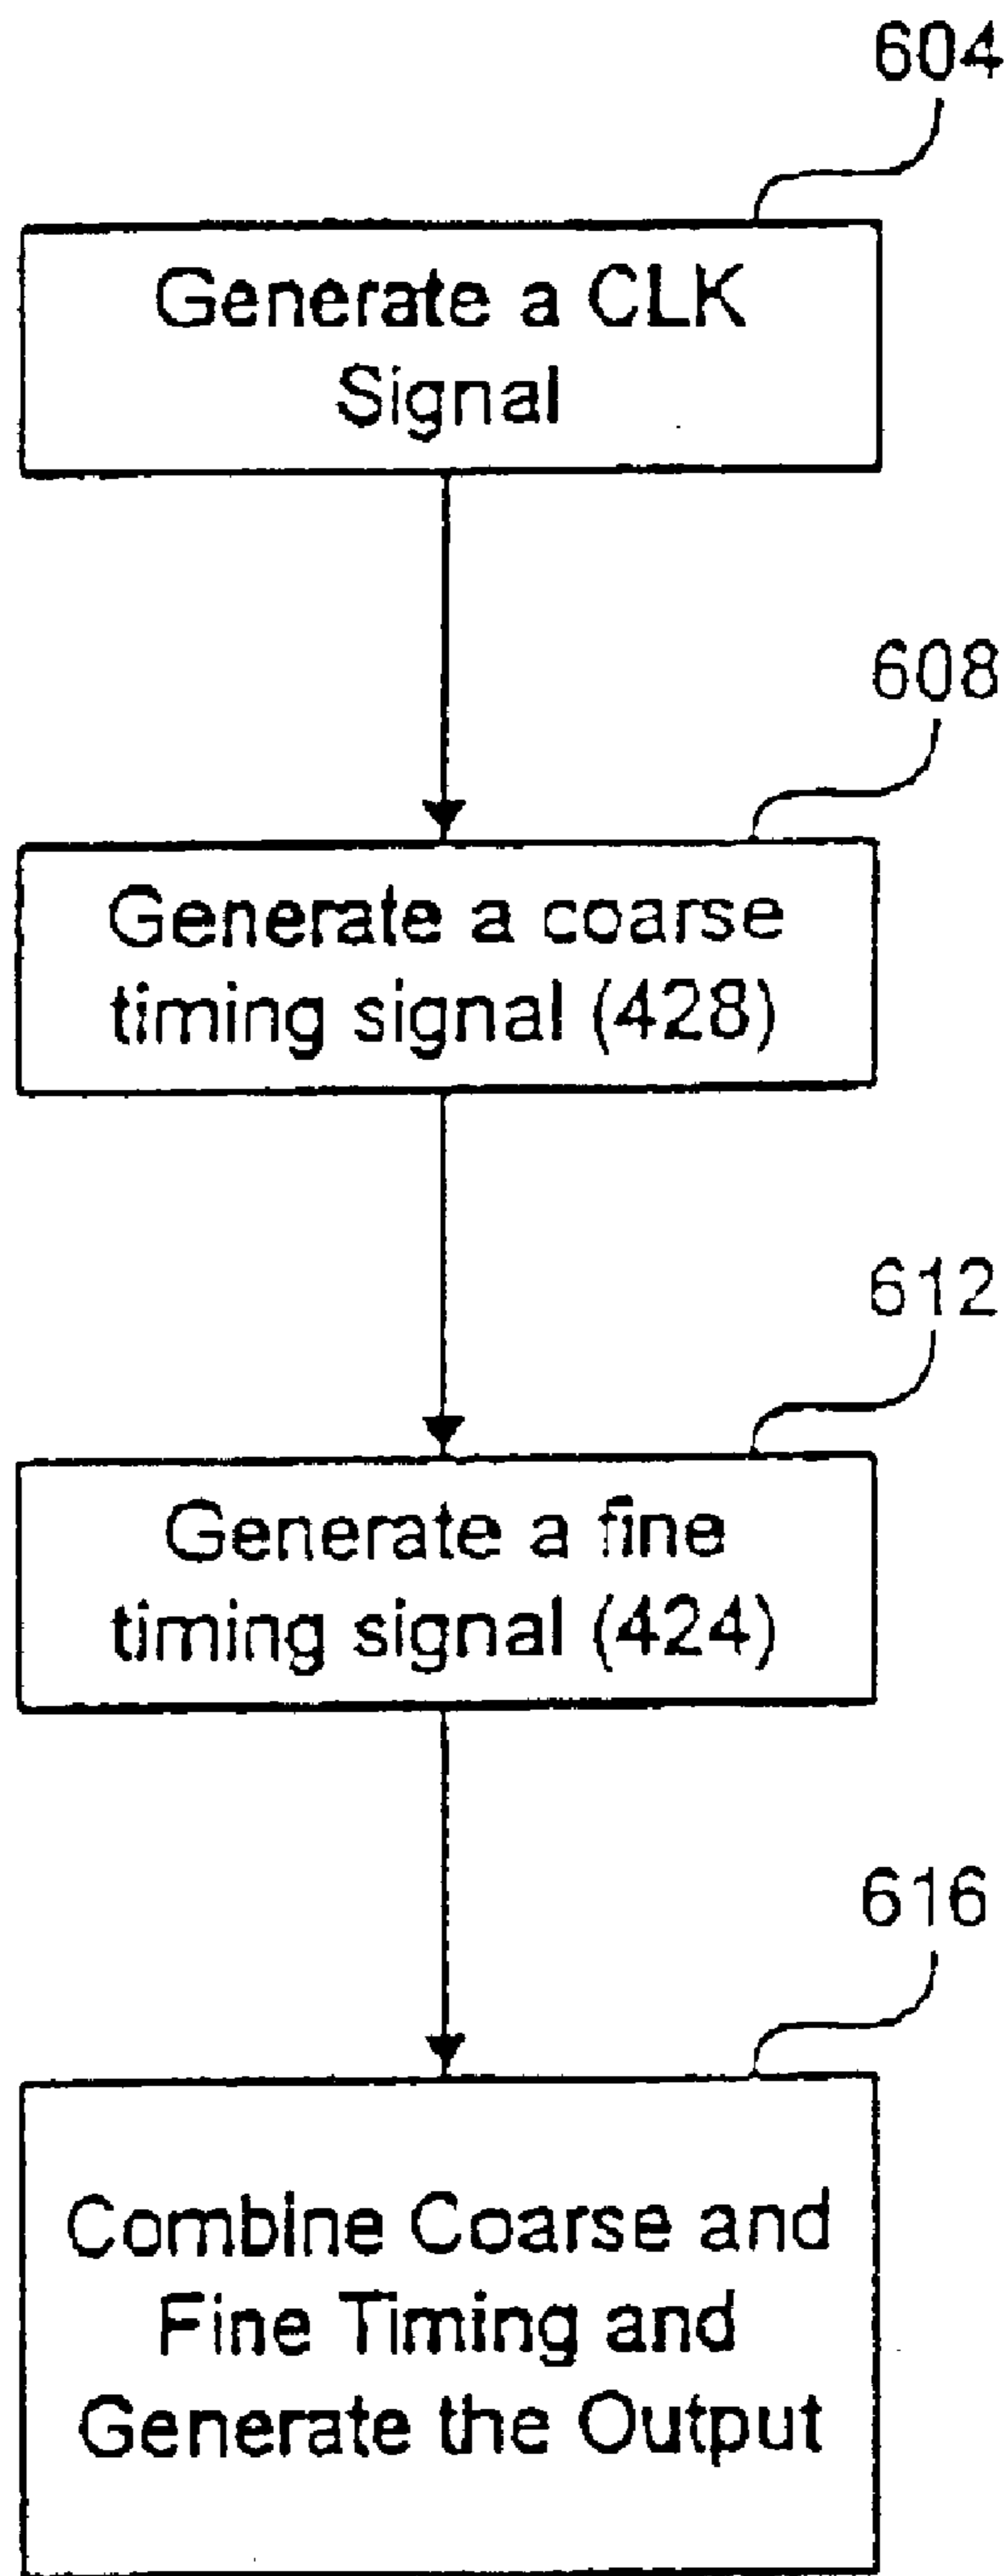 604
Generate a CLK
Signal
608
Generate a coarse
timing signal (428)
612
Generate a fine
timing signal (424)
616
Combine Coarse and
Fine Timing and
Generate the Output